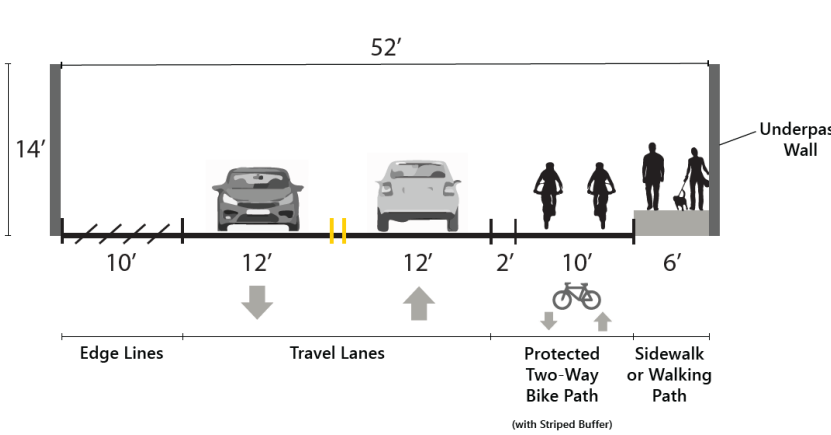 52’
14’
Underpas
Wall
10’ 12’ 12’ 2’ 10’ 6’
Edge Lines
Travel Lanes
Protected
Two-Way
Bike Path
(with Striped Buffer)
Sidewalk
or Walking
Path